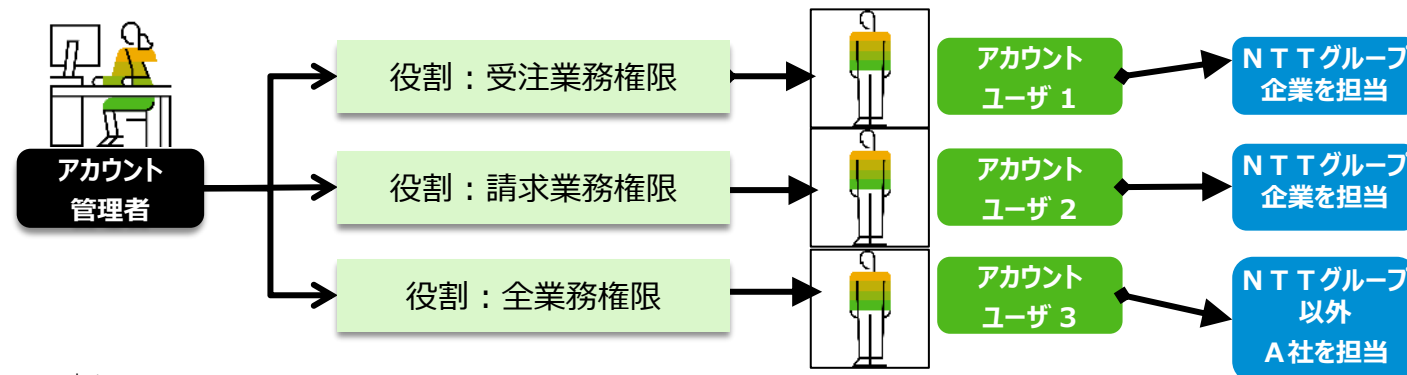 役割：受注業務権限
アカウント
ユーザ 1
ＮＴＴグループ
企業を担当
アカウント
管理者
役割：請求業務権限
アカウント
ユーザ 2
ＮＴＴグループ
企業を担当
役割：全業務権限
アカウント
ユーザ 3
ＮＴＴグループ
以外
Ａ社を担当